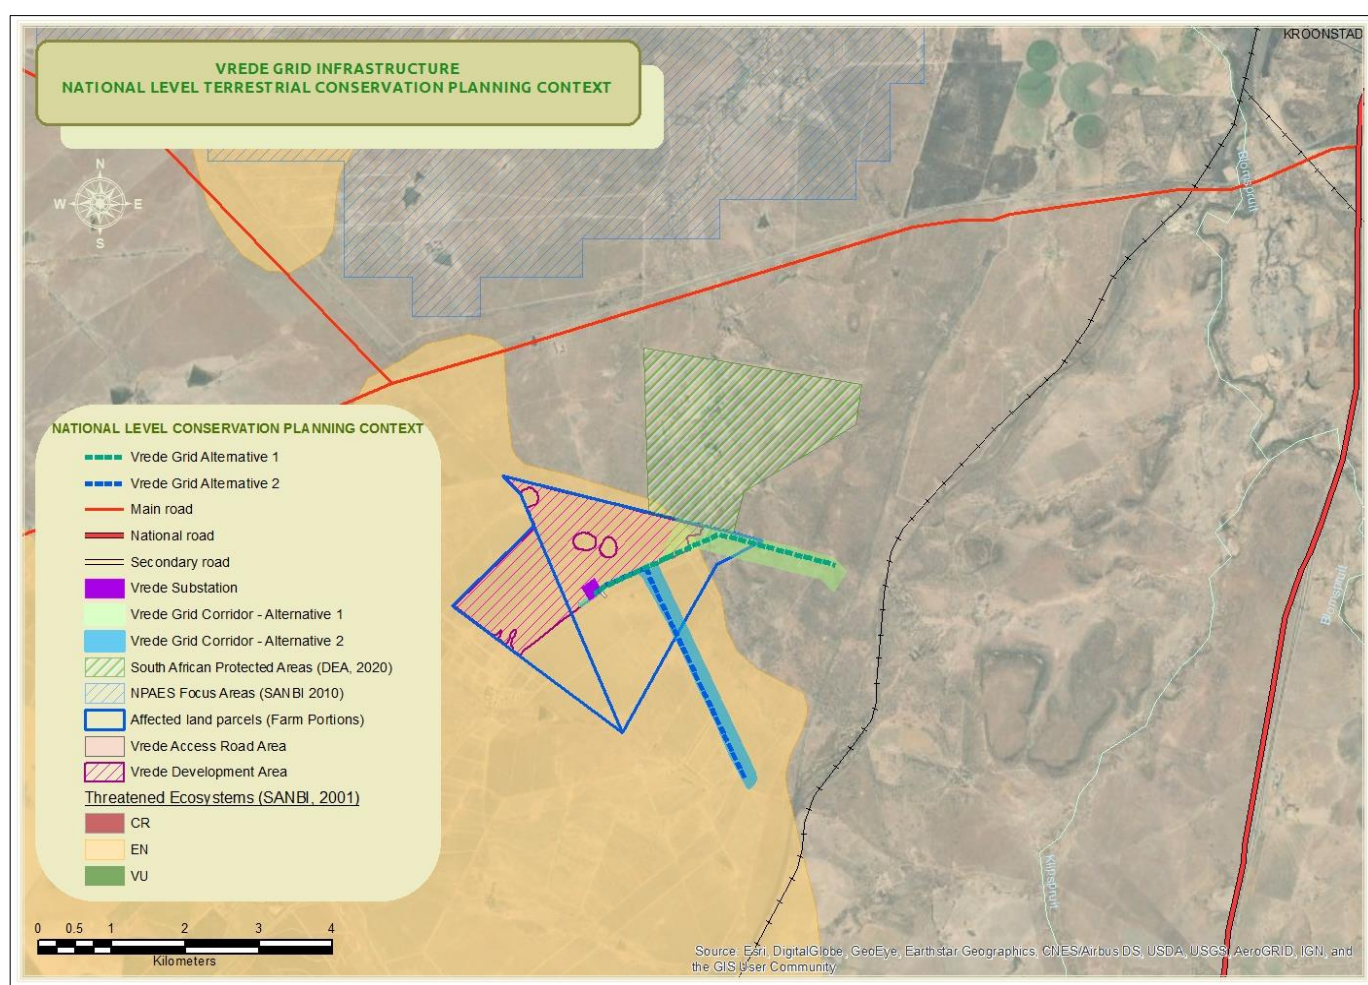 KROONSTAD
VREDE GRID INFRASTRUCTURE
NATIONAL LEVEL TERRESTRIAL CONSERVATION PLANNING CONTEXT
N
W E
S
Blomspruit
NATIONAL LEVEL CONSERVATION PLANNING CONTEXT
Vrede Grid Alternative 1
Vrede Grid Alternative 2
Main road
National road
Secondary road
Vrede Substation
Vrede Grid Corridor - Alternative 1
Vrede Grid Corridor - Alternative 2
South African Protected Areas (DEA, 2020)
NPAES Focus Areas (SANBI 2010)
Affected land parcels (Farm Portions)
Vrede Access Road Area
Vrede Development Area
Threatened Ecosystems (SANBI, 2001)
CR
EN
VU
Blomspruit
Klipspruit
0 0.5 1 2 3 4
Kilometers
Source: Esri, DigitalGlobe, GeoEye, Earthstar Geographics, CNES/Airbus DS, USDA, USGS, AeroGRID, IGN, and
the GIS User Community